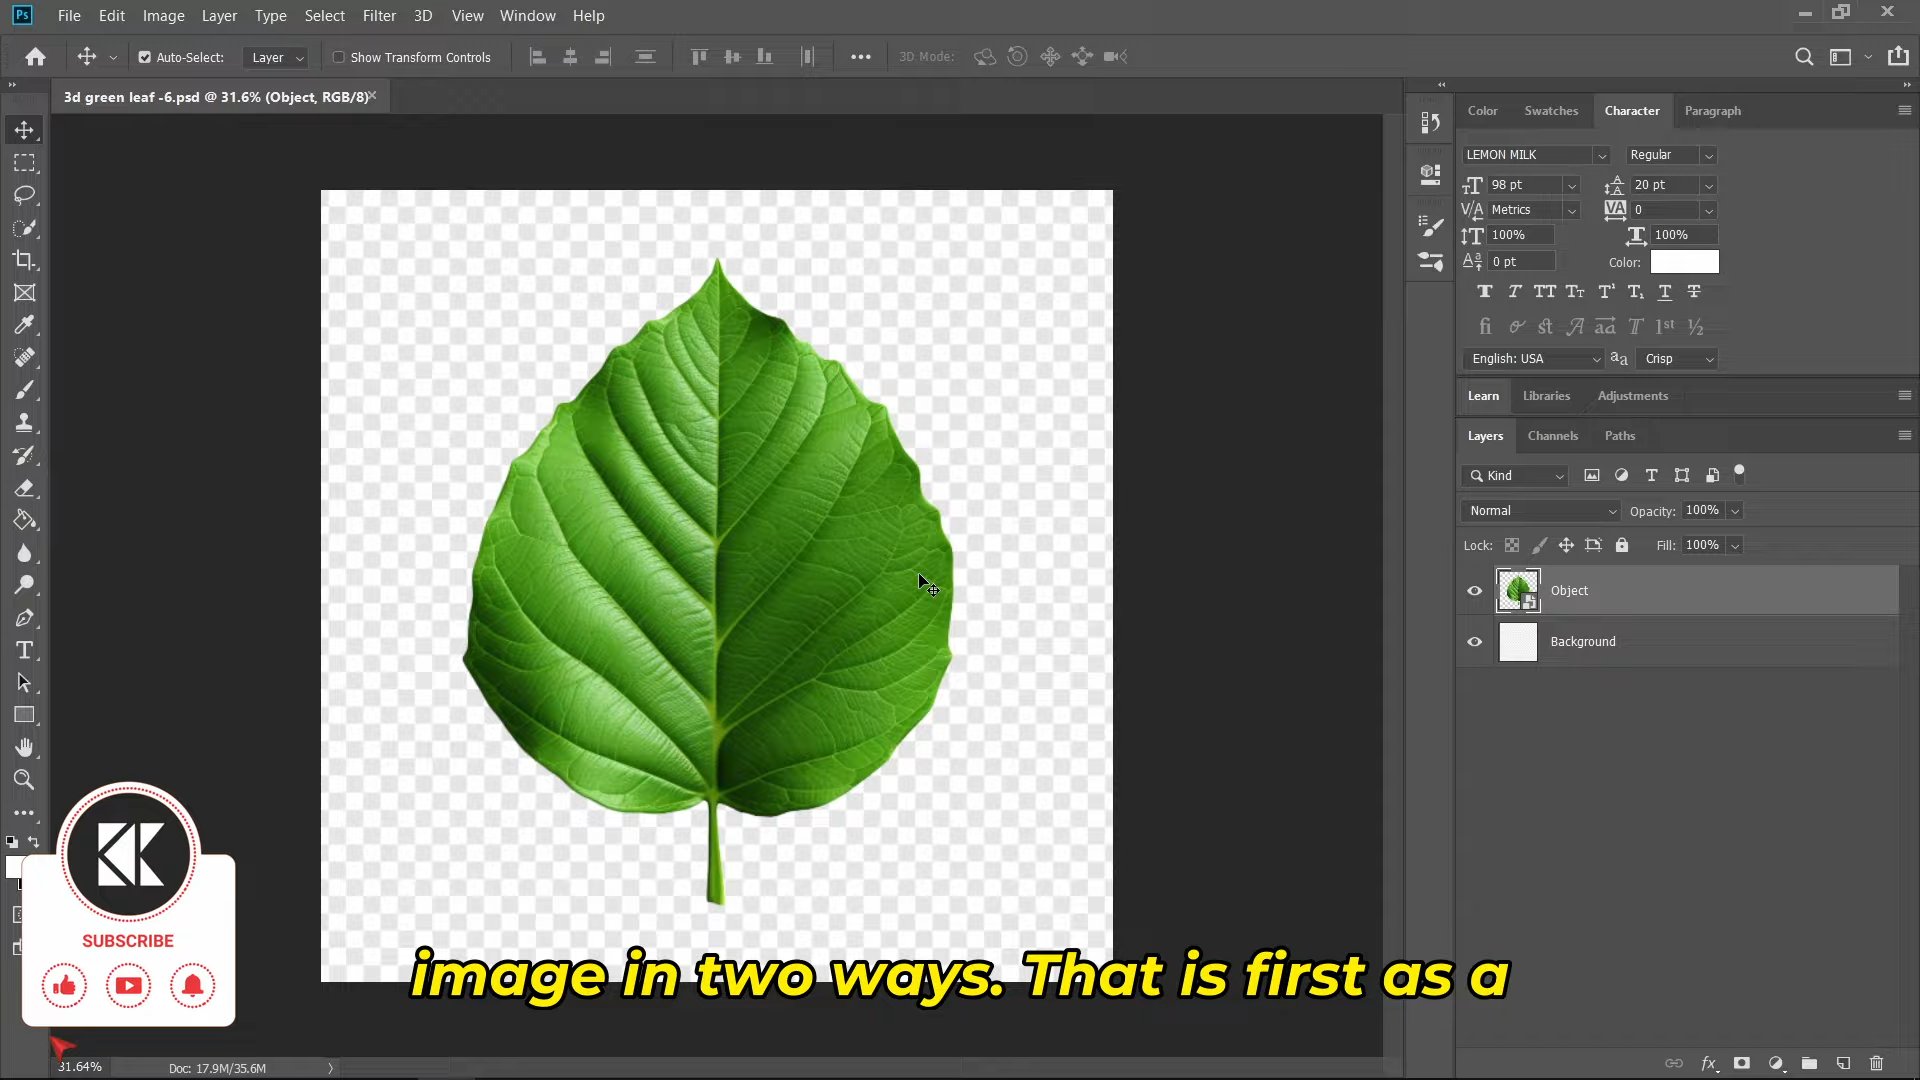 Ps File Edit Image Layer Type Select Filter 3D View Window Help
Auto-Select: Layer Show Transform Controls 3D Mode:
3d green leaf -6.psd @ 31.6% (Object, RGB/8)
Color Swatches Character Paragraph
LEMON MILK Regular
98 pt 20 pt
Metrics 0
100% 100%
0 pt Color:
English: USA Crisp
Learn Libraries Adjustments
Layers Channels Paths
Kind
Normal Opacity: 100%
Lock: Fill: 100%
Object
Background
SUBSCRIBE
image in two ways. That is first as a
31.64% Doc: 17.9M/35.6M